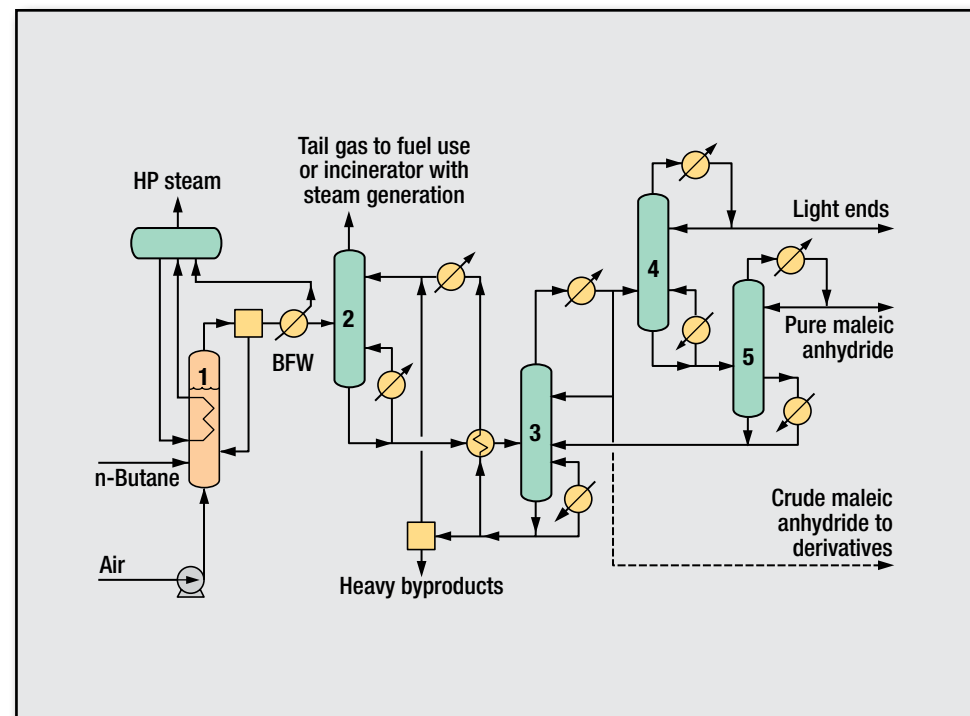 Tail gas to fuel use
or incinerator with
steam generation
HP steam
Light ends
4
2
Pure maleic
anhydride
5
BFW
1
3
n-Butane
Crude maleic
anhydride to
derivatives
Air
Heavy byproducts